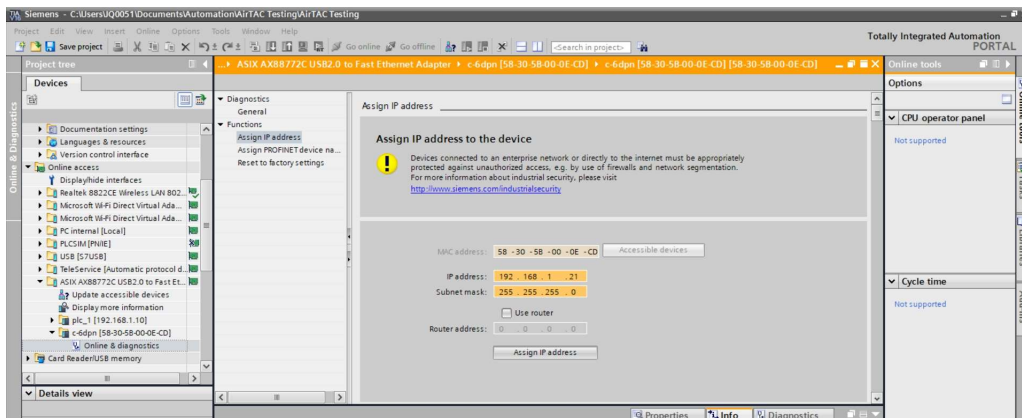 Siemens - C:\Users\JQ0051\Documents\Automation\AirTAC Testing\AirTAC Testing
Project Edit View Insert Online Options Tools Window Help
Totally Integrated Automation
PORTAL
Save project
Go online
Go offline
<Search in project>
Project tree
Devices
Online & Diagnostics
Documentation settings
Languages & resources
Version control interface
Online access
Display/hide interfaces
Realtek 8822CE Wireless LAN 802...
Microsoft Wi-Fi Direct Virtual Ada...
Microsoft Wi-Fi Direct Virtual Ada...
PC internal [Local]
PLCSIM [PN/IE]
USB [S7USB]
TeleService [Automatic protocol d...
ASIX AX88772C USB2.0 to Fast Et...
Update accessible devices
Display more information
plc_1 [192.168.1.10]
c-6dpn [58-30-5B-00-0E-CD]
Online & diagnostics
Card Reader/USB memory
Details view
... ASIX AX88772C USB2.0 to Fast Ethernet Adapter c-6dpn [58-30-5B-00-0E-CD] c-6dpn [58-30-5B-00-0E-CD] [58-30-5B-00-0E-CD]
Diagnostics
General
Functions
Assign IP address
Assign PROFINET device na...
Reset to factory settings
Assign IP address
Assign IP address to the device
Devices connected to an enterprise network or directly to the internet must be appropriately
protected against unauthorized access, e.g. by use of firewalls and network segmentation.
For more information about industrial security, please visit
http://www.siemens.com/industrialsecurity
MAC address: 58 -30 -5B -00 -0E -CD Accessible devices
IP address: 192 . 168 . 1 . 21
Subnet mask: 255 . 255 . 255 . 0
Use router
Router address: 0 . 0 . 0 . 0
Assign IP address
Properties Info Diagnostics
Online tools
Options
CPU operator panel
Not supported
Cycle time
Not supported
Online tools
Tasks
Libraries
Add-ins